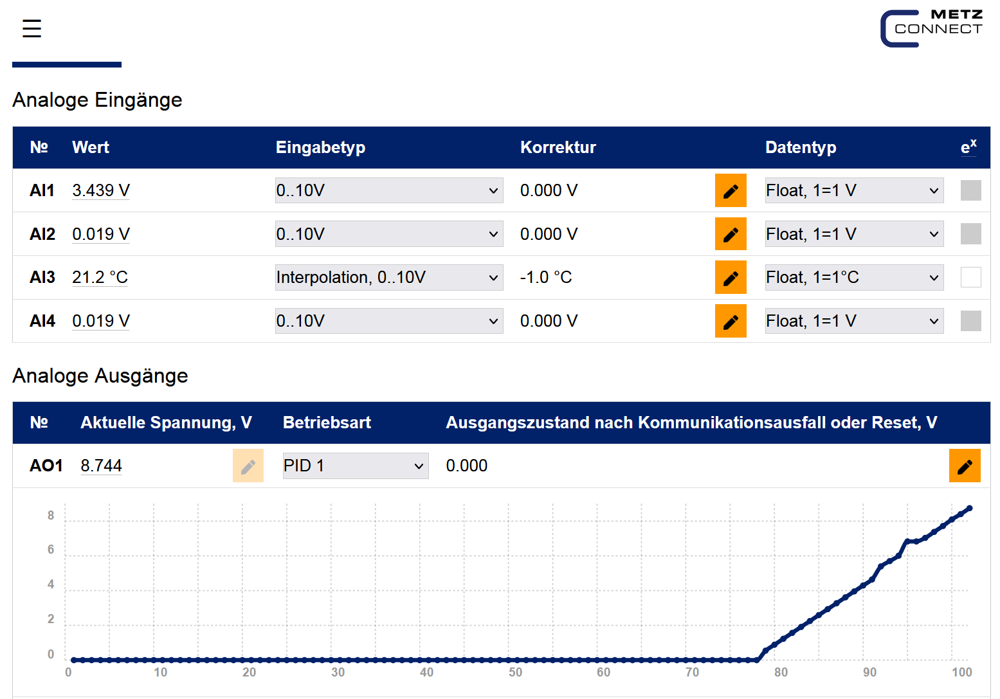 ☰
METZ
CONNECT
Analoge Eingänge
№ Wert Eingabetyp Korrektur Datentyp eˣ
AI1 3.439 V 0..10V 0.000 V Float, 1=1 V
AI2 0.019 V 0..10V 0.000 V Float, 1=1 V
AI3 21.2 °C Interpolation, 0..10V -1.0 °C Float, 1=1°C
AI4 0.019 V 0..10V 0.000 V Float, 1=1 V
Analoge Ausgänge
№ Aktuelle Spannung, V Betriebsart Ausgangszustand nach Kommunikationsausfall oder Reset, V
AO1 8.744 PID 1 0.000
8
6
4
2
0
0 10 20 30 40 50 60 70 80 90 100